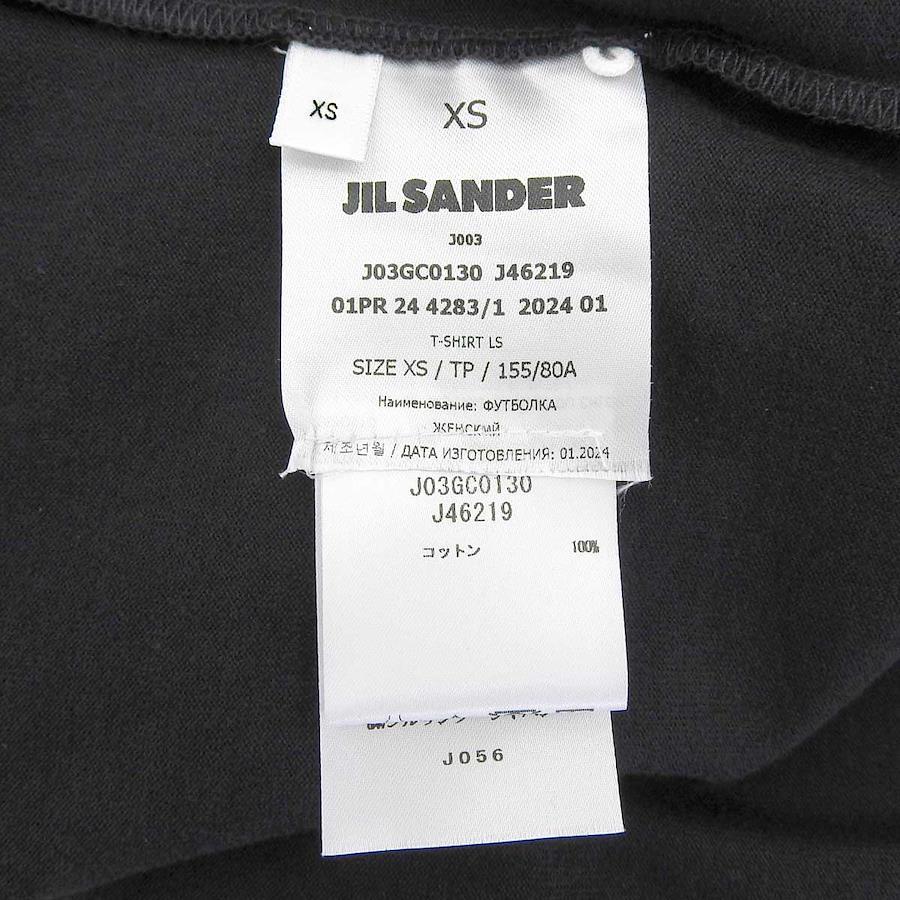 XS
XS
JIL SANDER
J003
J03GC0130 J46219
01PR 24 4283/1 2024 01
T-SHIRT LS
SIZE XS / TP / 155/80A
Наименование: ФУТБОЛКА
ЖЕНСКИЙ
제조년월 / ДАТА ИЗГОТОВЛЕНИЯ: 01.2024
J03GC0130
J46219
コットン 100%
J056